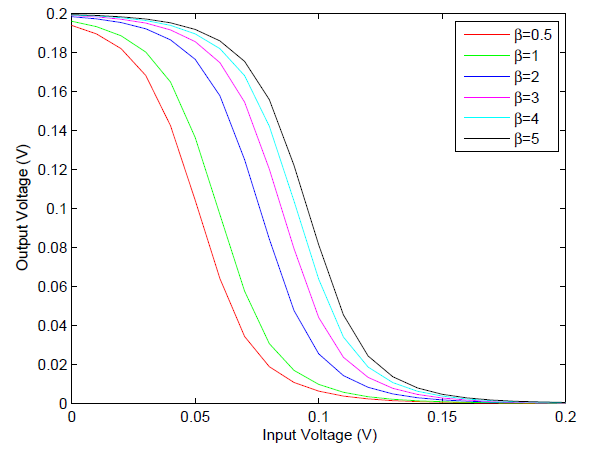 0.2
0.18
0.16
0.14
0.12
0.1
0.08
0.06
0.04
0.02
0
Output Voltage (V)
β=0.5
β=1
β=2
β=3
β=4
β=5
0 0.05 0.1 0.15 0.2
Input Voltage (V)